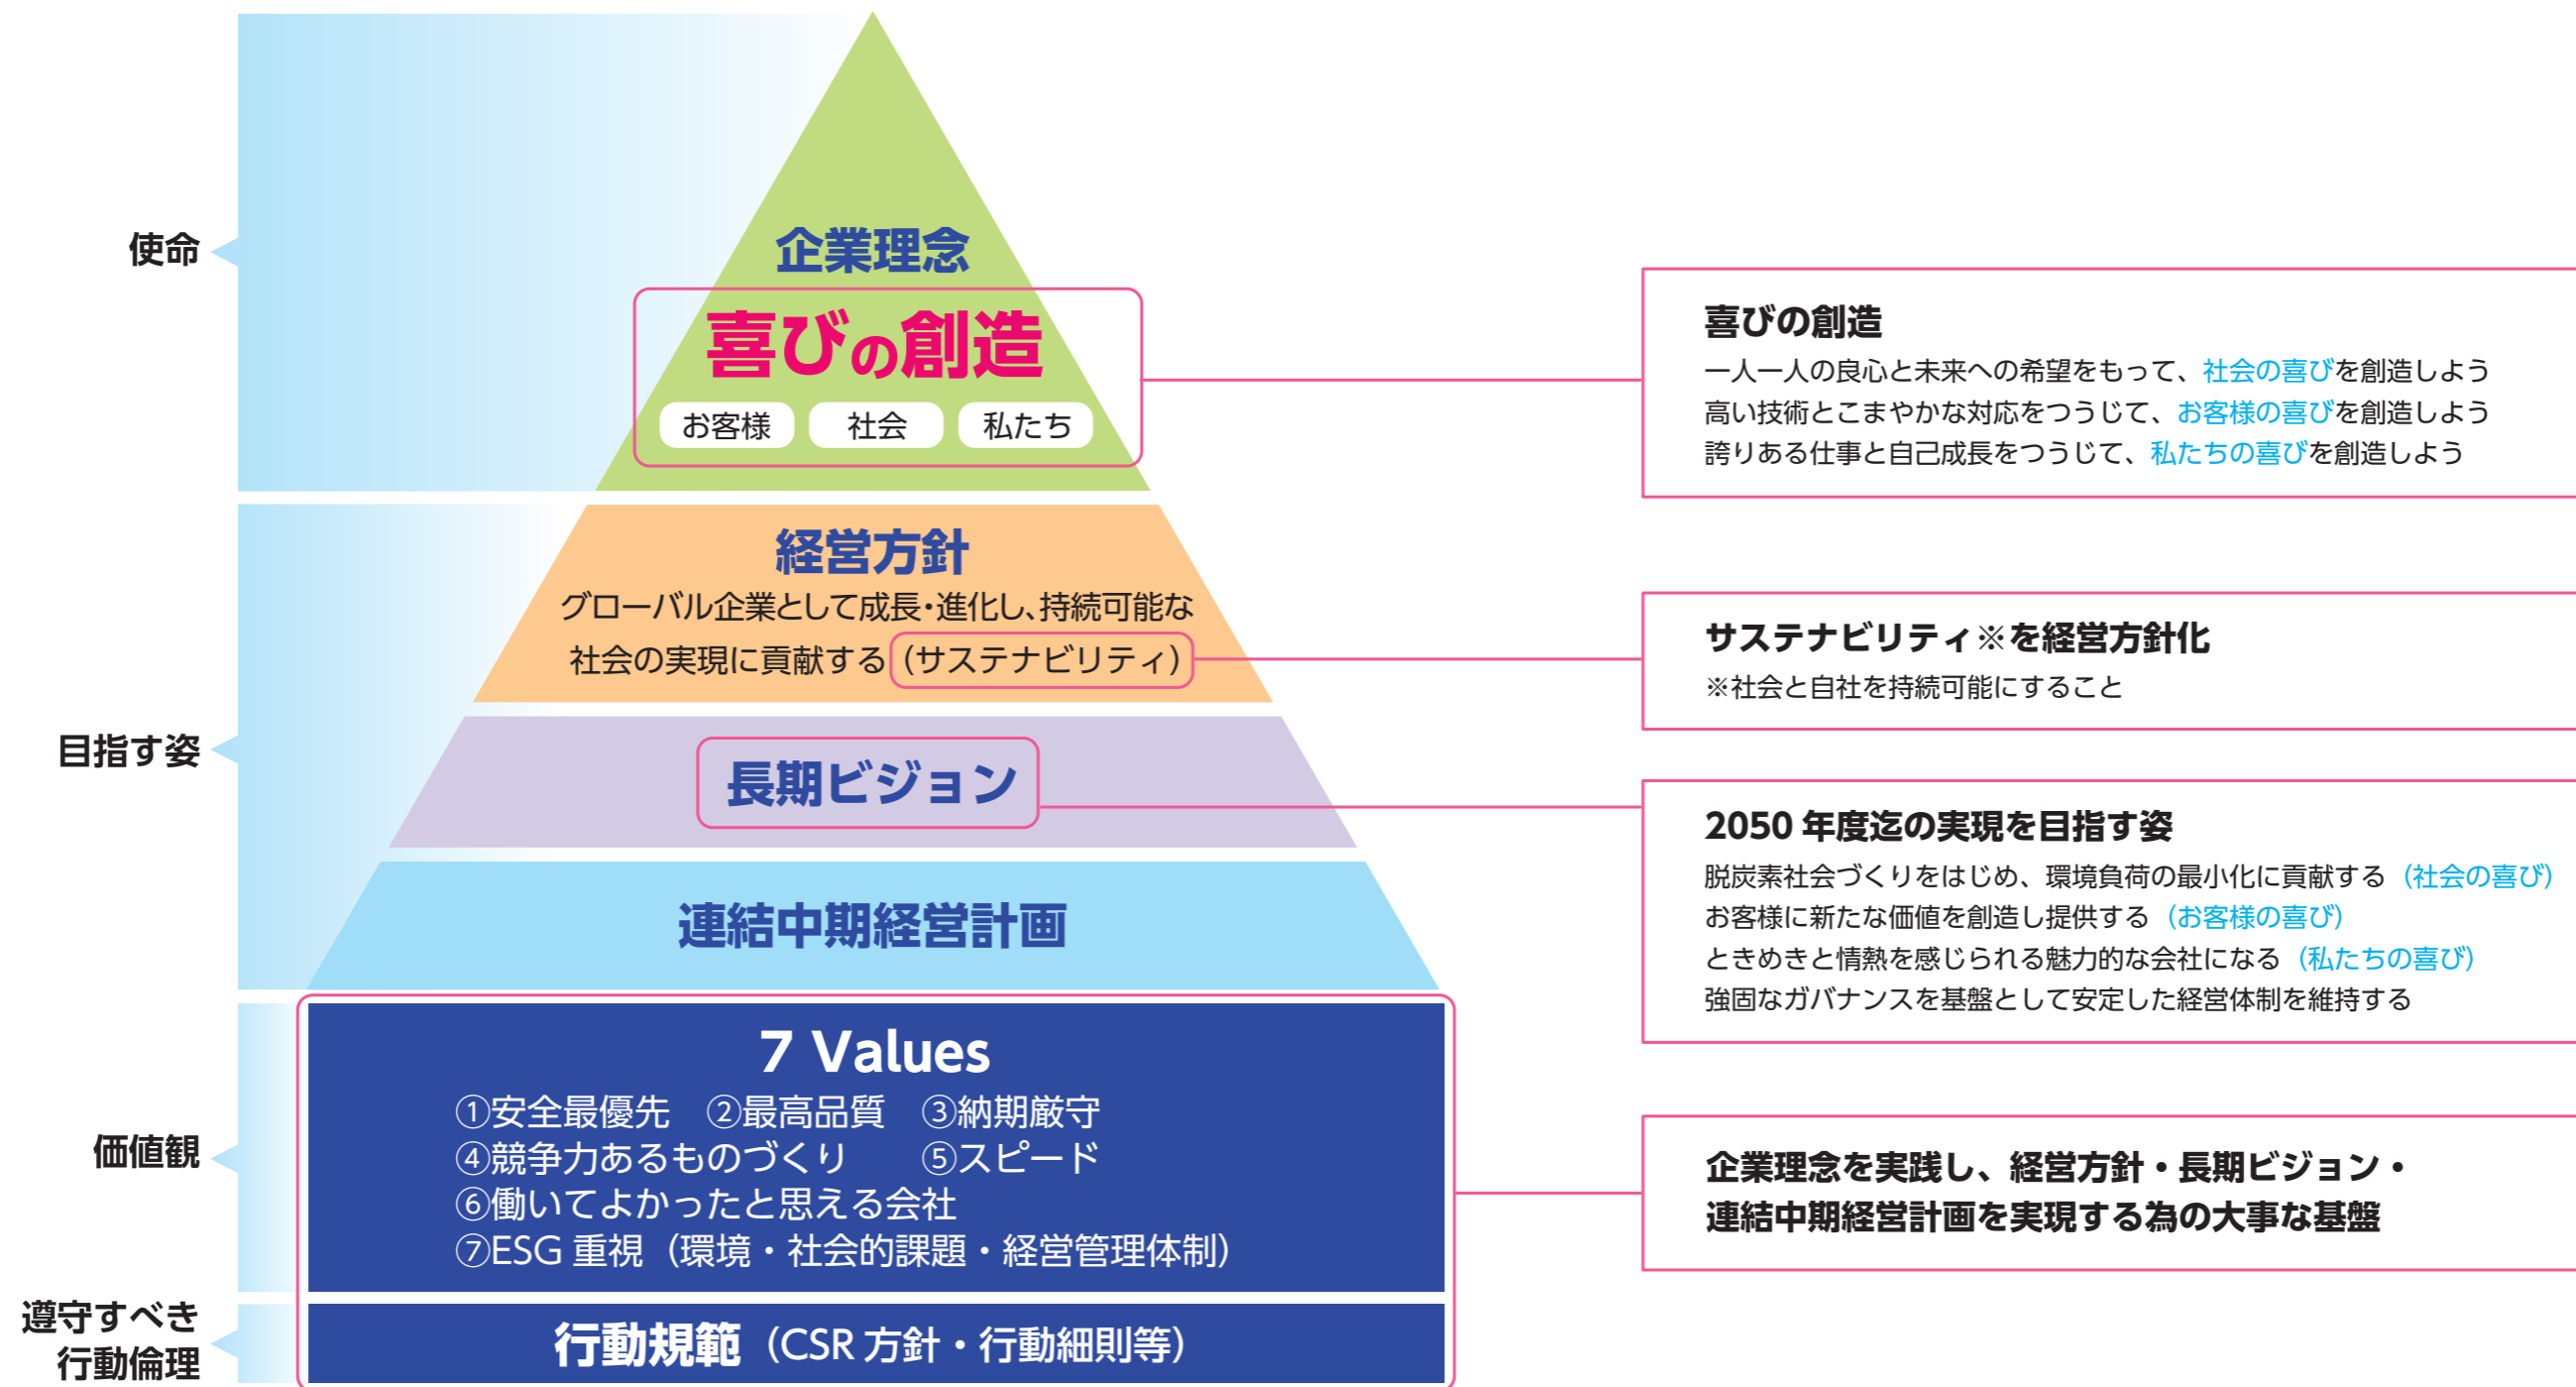 使命
企業理念
喜びの創造
お客様 社会 私たち
喜びの創造
一人一人の良心と未来への希望をもって、社会の喜びを創造しよう
高い技術とこまやかな対応をつうじて、お客様の喜びを創造しよう
誇りある仕事と自己成長をつうじて、私たちの喜びを創造しよう
目指す姿
経営方針
グローバル企業として成長・進化し、持続可能な
社会の実現に貢献する(サステナビリティ)
サステナビリティ※を経営方針化
※社会と自社を持続可能にすること
長期ビジョン
2050 年度迄の実現を目指す姿
脱炭素社会づくりをはじめ、環境負荷の最小化に貢献する（社会の喜び）
お客様に新たな価値を創造し提供する（お客様の喜び）
ときめきと情熱を感じられる魅力的な会社になる（私たちの喜び）
強固なガバナンスを基盤として安定した経営体制を維持する
連結中期経営計画
価値観
7 Values
①安全最優先　②最高品質　③納期厳守
④競争力あるものづくり　⑤スピード
⑥働いてよかったと思える会社
⑦ESG 重視（環境・社会的課題・経営管理体制）
企業理念を実践し、経営方針・長期ビジョン・
連結中期経営計画を実現する為の大事な基盤
遵守すべき
行動倫理
行動規範（CSR 方針・行動細則等）